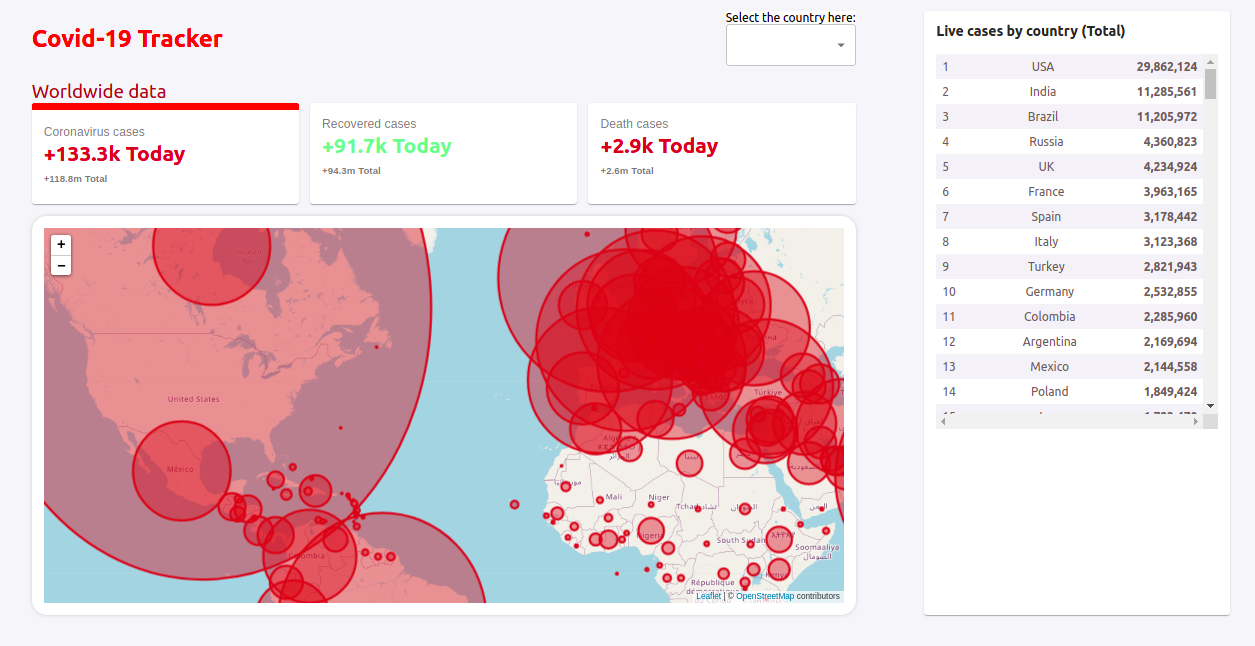 Covid-19 Tracker
Select the country here:
Worldwide data
Coronavirus cases
+133.3k Today
+118.8m Total
Recovered cases
+91.7k Today
+94.3m Total
Death cases
+2.9k Today
+2.6m Total
+
−
United States
México
Colombia
Türkiye
Mali
Niger
Nigeria
South Sudan
ኢትዮጵያ
Soomaaliya
الصومال
ليبيا
السودان
Leaflet | © OpenStreetMap contributors
Live cases by country (Total)
1 USA 29,862,124
2 India 11,285,561
3 Brazil 11,205,972
4 Russia 4,360,823
5 UK 4,234,924
6 France 3,963,165
7 Spain 3,178,442
8 Italy 3,123,368
9 Turkey 2,821,943
10 Germany 2,532,855
11 Colombia 2,285,960
12 Argentina 2,169,694
13 Mexico 2,144,558
14 Poland 1,849,424